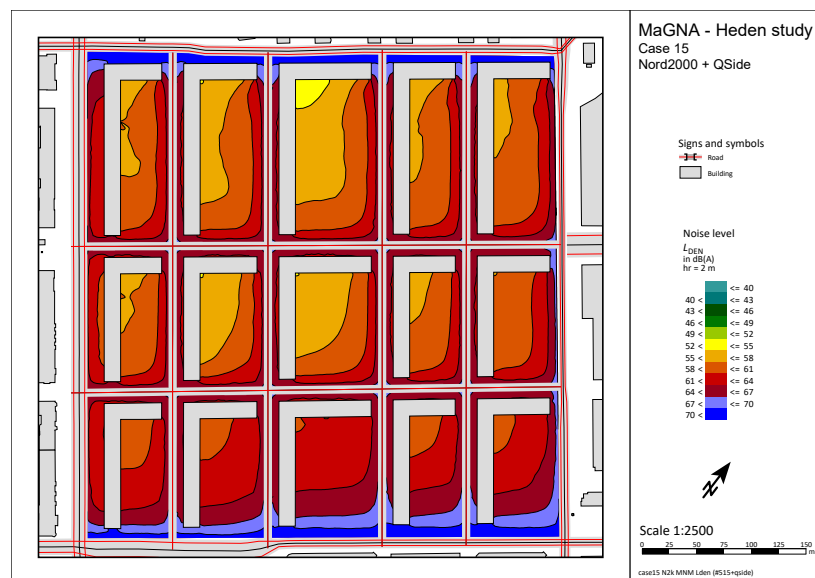 MaGNA - Heden study
Case 15
Nord2000 + QSide
Signs and symbols
Road
Building
Noise level
LDEN
in dB(A)
hr = 2 m
<= 40
40 < <= 43
43 < <= 46
46 < <= 49
49 < <= 52
52 < <= 55
55 < <= 58
58 < <= 61
61 < <= 64
64 < <= 67
67 < <= 70
70 <
N
Scale 1:2500
0 25 50 75 100 125 150
m
case15 N2k MNM Lden (#515+qside)